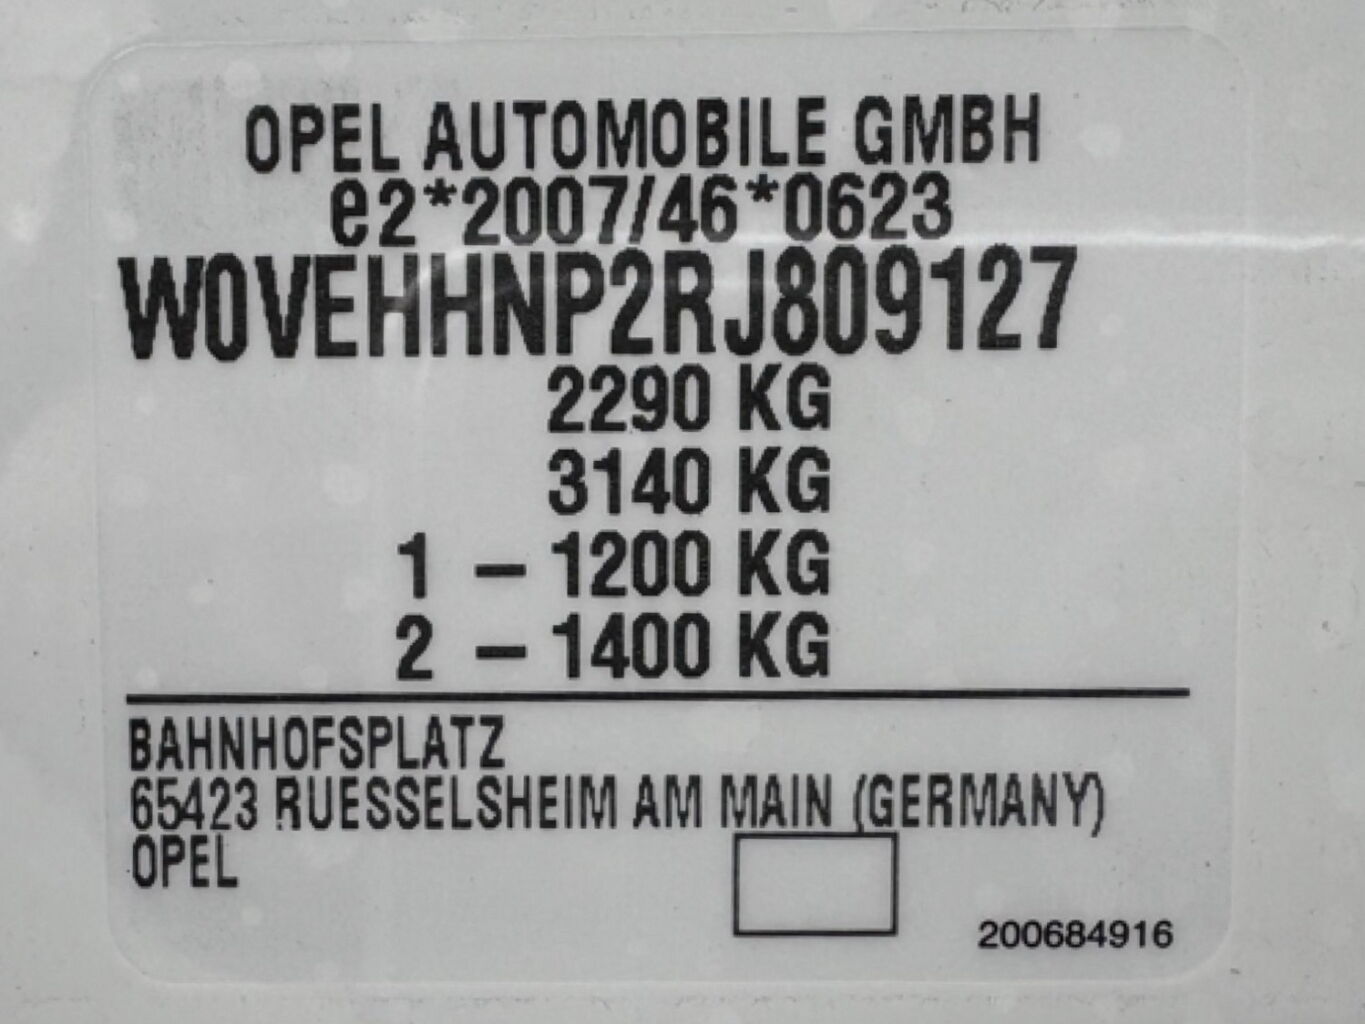 OPEL AUTOMOBILE GMBH
e2*2007/46*0623
W0VEHHNP2RJ809127
2290 KG
3140 KG
1 – 1200 KG
2 – 1400 KG
BAHNHOFSPLATZ
65423 RUESSELSHEIM AM MAIN (GERMANY)
OPEL
200684916